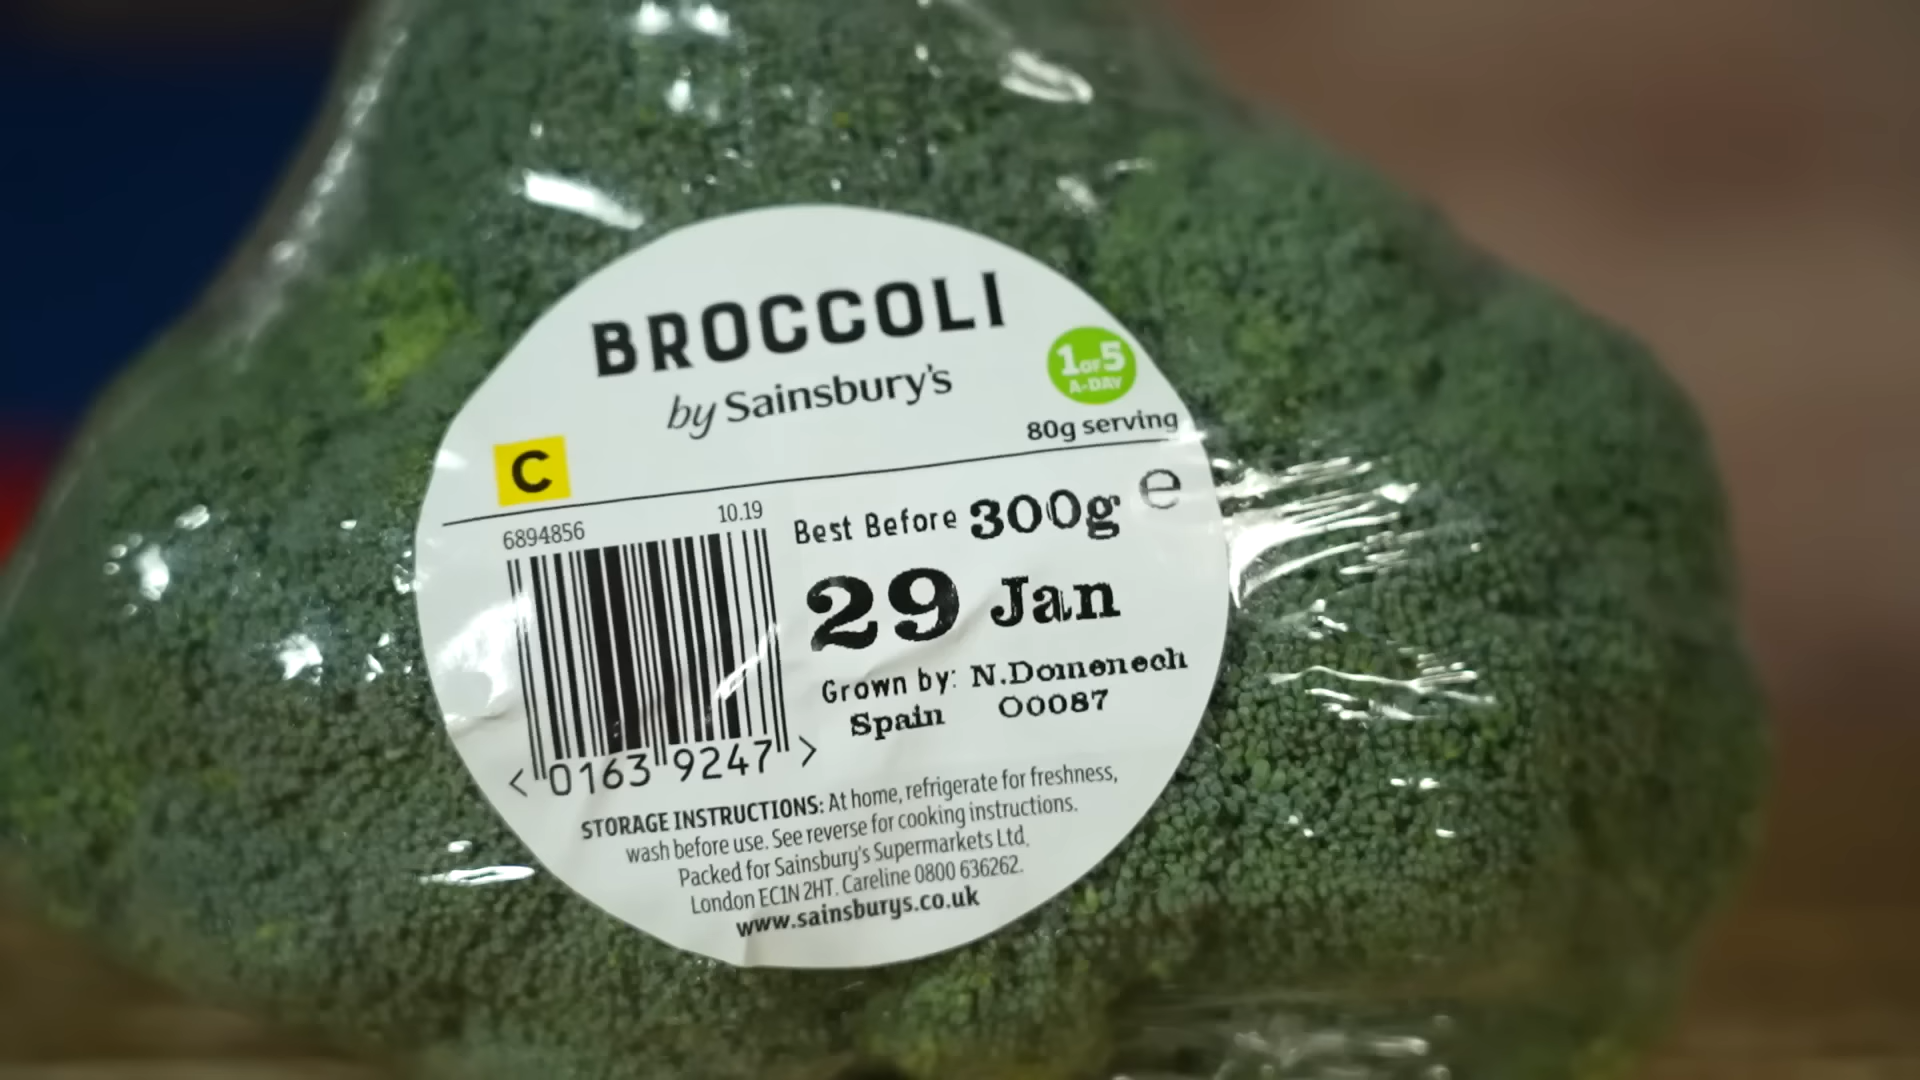 BROCCOLI
by Sainsbury's
1 OF 5
A-DAY
80g serving
C
6894856 10.19
Best Before 300g e
29 Jan
Grown by: N.Domenech
Spain 00087
<0163 9247>
STORAGE INSTRUCTIONS: At home, refrigerate for freshness,
wash before use. See reverse for cooking instructions.
Packed for Sainsbury's Supermarkets Ltd.
London EC1N 2HT. Careline 0800 636262.
www.sainsburys.co.uk